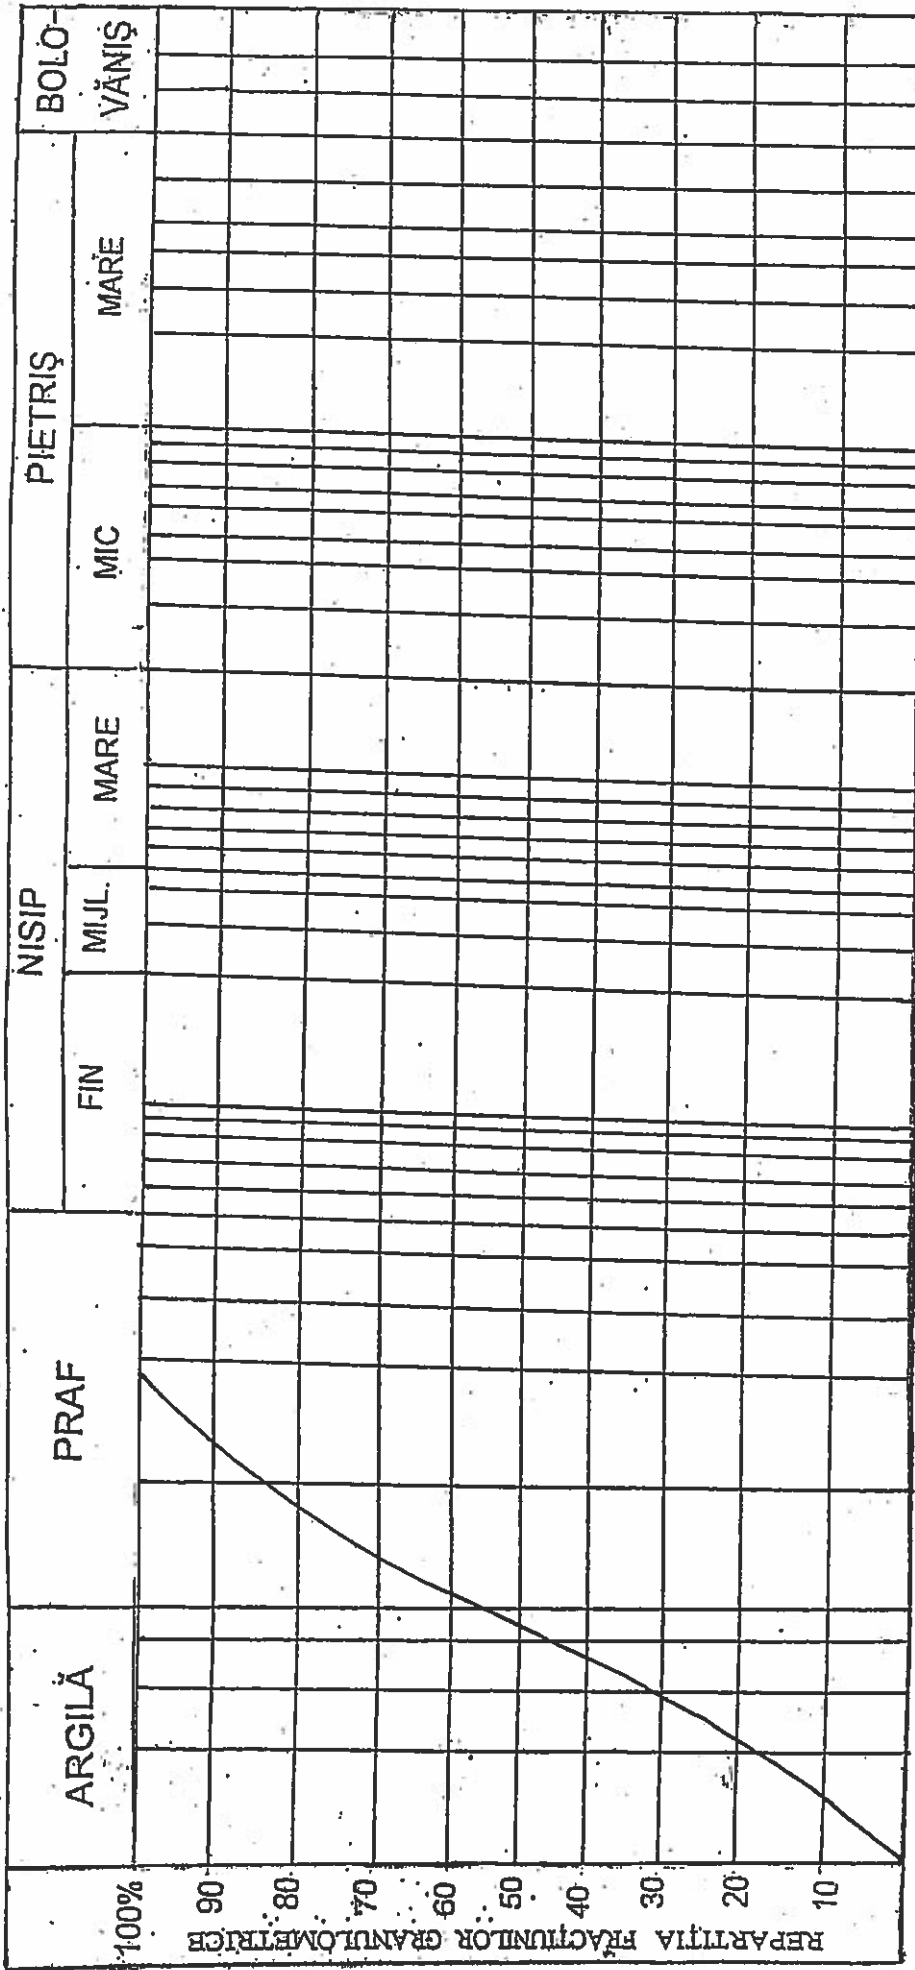 ARGILĂ
PRAF
NISIP
PIETRIȘ
BOLO-
VĂNIȘ
FIN
MIJL.
MARE
MIC
MARE
100%
90
80
70
60
50
40
30
20
10
REPARTIȚIA FRACȚIUNILOR GRANULOMETRICE